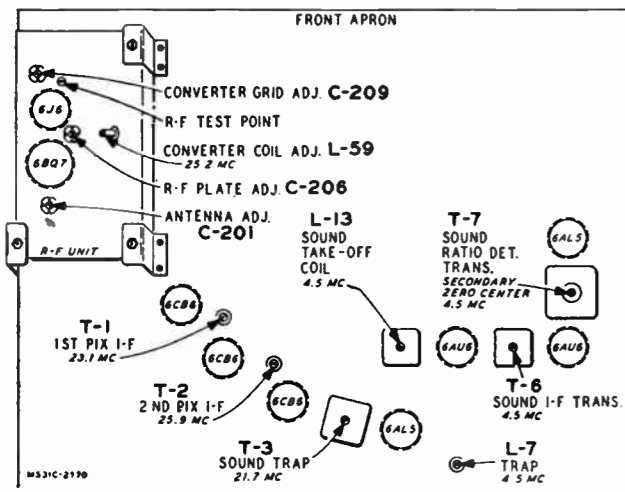 FRONT APRON
CONVERTER GRID ADJ. C-209
6J6
R-F TEST POINT
CONVERTER COIL ADJ. L-59
25.2 MC
6BQ7
R-F PLATE ADJ. C-206
ANTENNA ADJ.
C-201
R-F UNIT
L-13
SOUND
TAKE-OFF
COIL
4.5 MC
T-7
SOUND
RATIO DET.
TRANS.
SECONDARY
ZERO CENTER
4.5 MC
6AL5
6CB6
T-1
1ST PIX I-F
23.1 MC
6CB6
6AU6
6AU6
T-2
2ND PIX I-F
25.9 MC
6CB6
T-6
SOUND I-F TRANS.
4.5 MC
T-3
SOUND TRAP
21.7 MC
6AL5
L-7
TRAP
4.5 MC
MS31C-2990